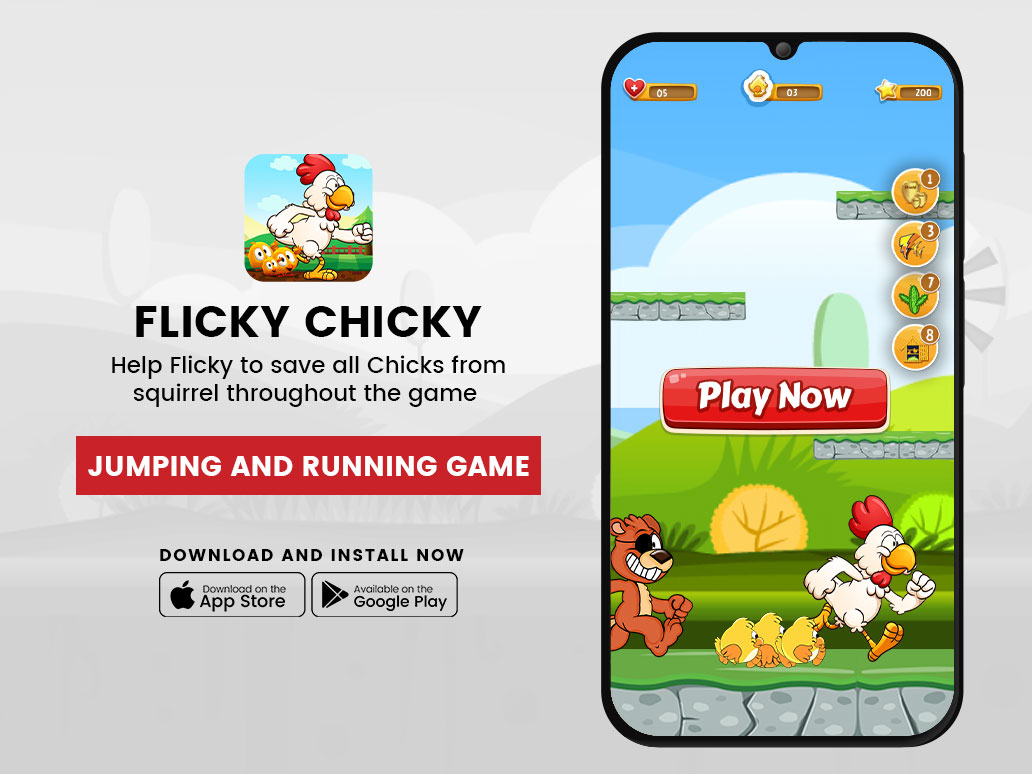 FLICKY CHICKY
Help Flicky to save all Chicks from
squirrel throughout the game
JUMPING AND RUNNING GAME
DOWNLOAD AND INSTALL NOW
Download on the
App Store
Available on the
Google Play
05
03
200
1
3
7
8
Play Now